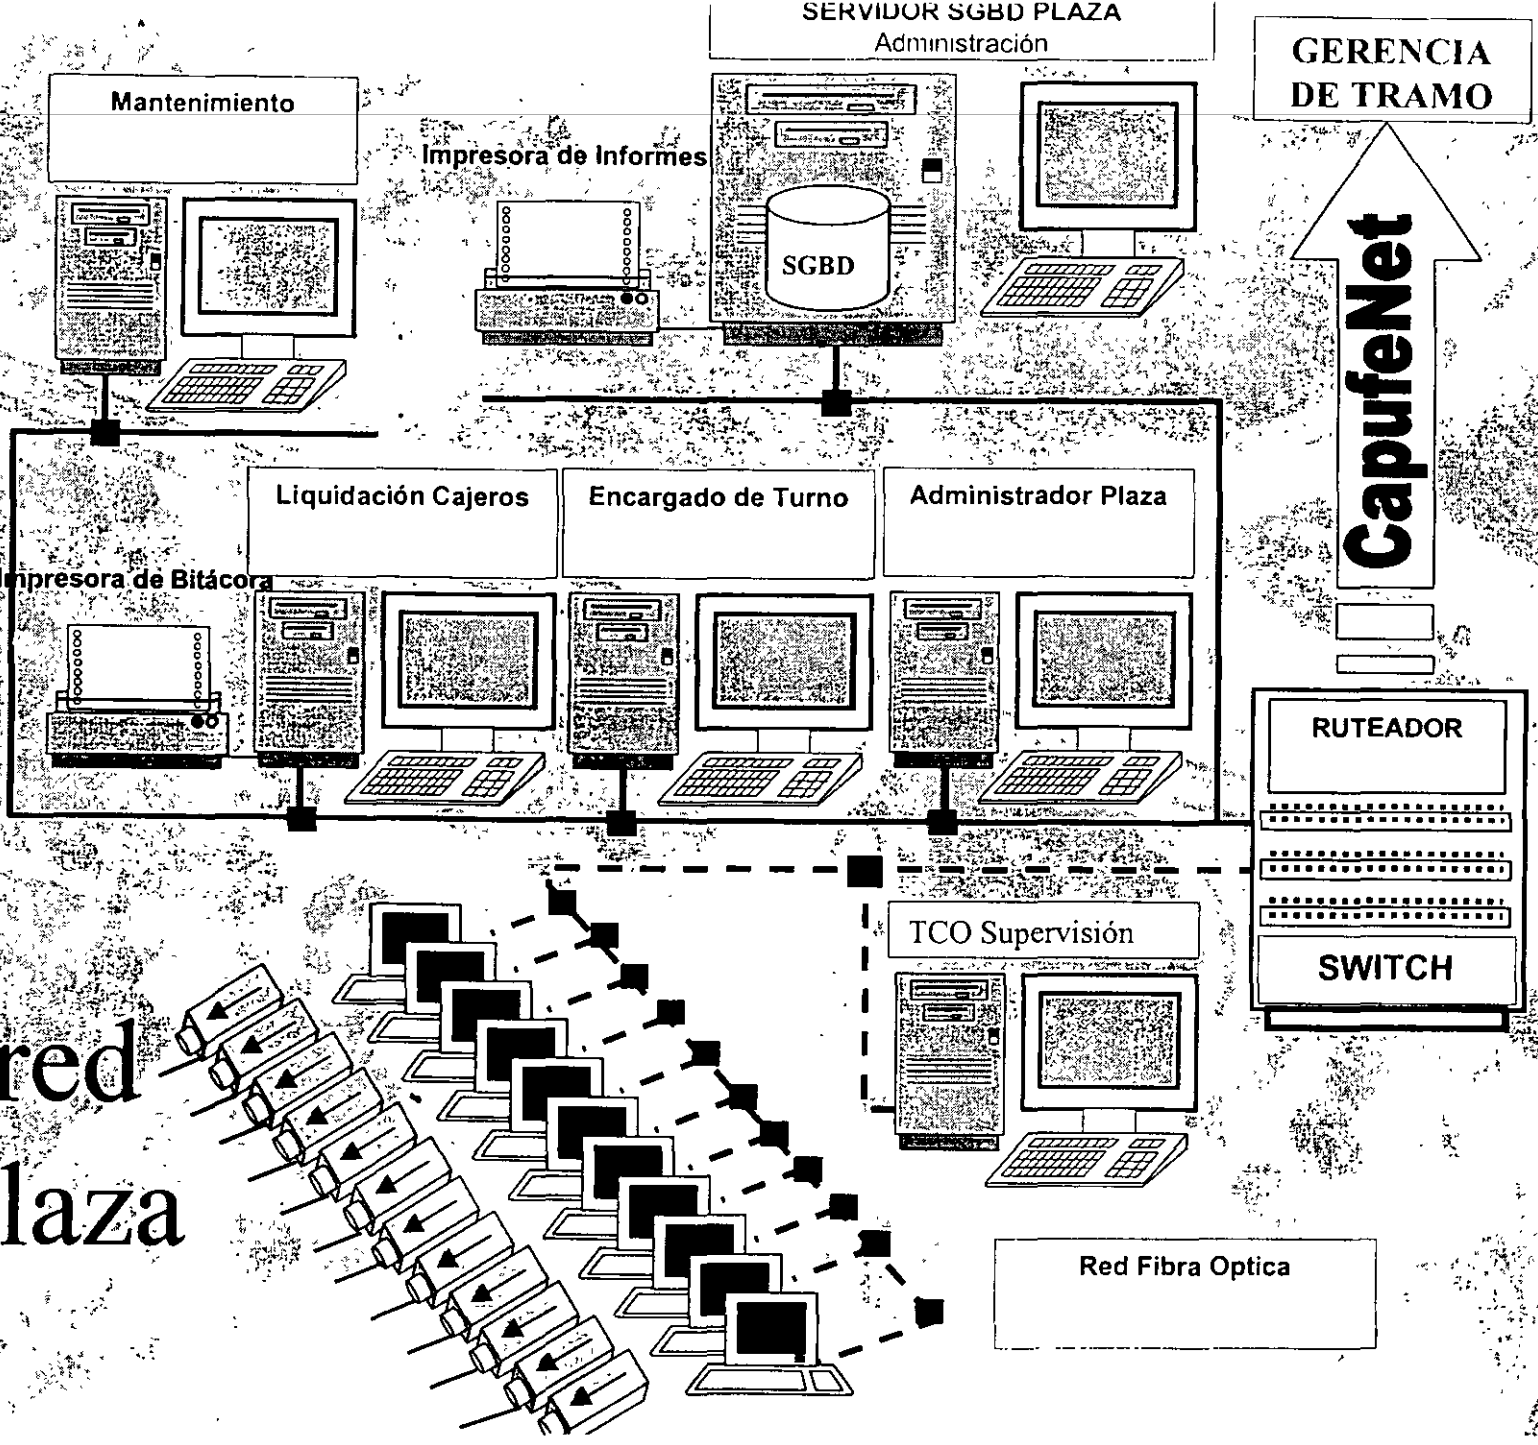 SERVIDOR SGBD PLAZA
Administración
GERENCIA
DE TRAMO
Mantenimiento
Impresora de Informes
SGBD
CapufeNet
Liquidación Cajeros
Encargado de Turno
Administrador Plaza
Impresora de Bitácora
RUTEADOR
TCO Supervisión
SWITCH
red
laza
Red Fibra Optica